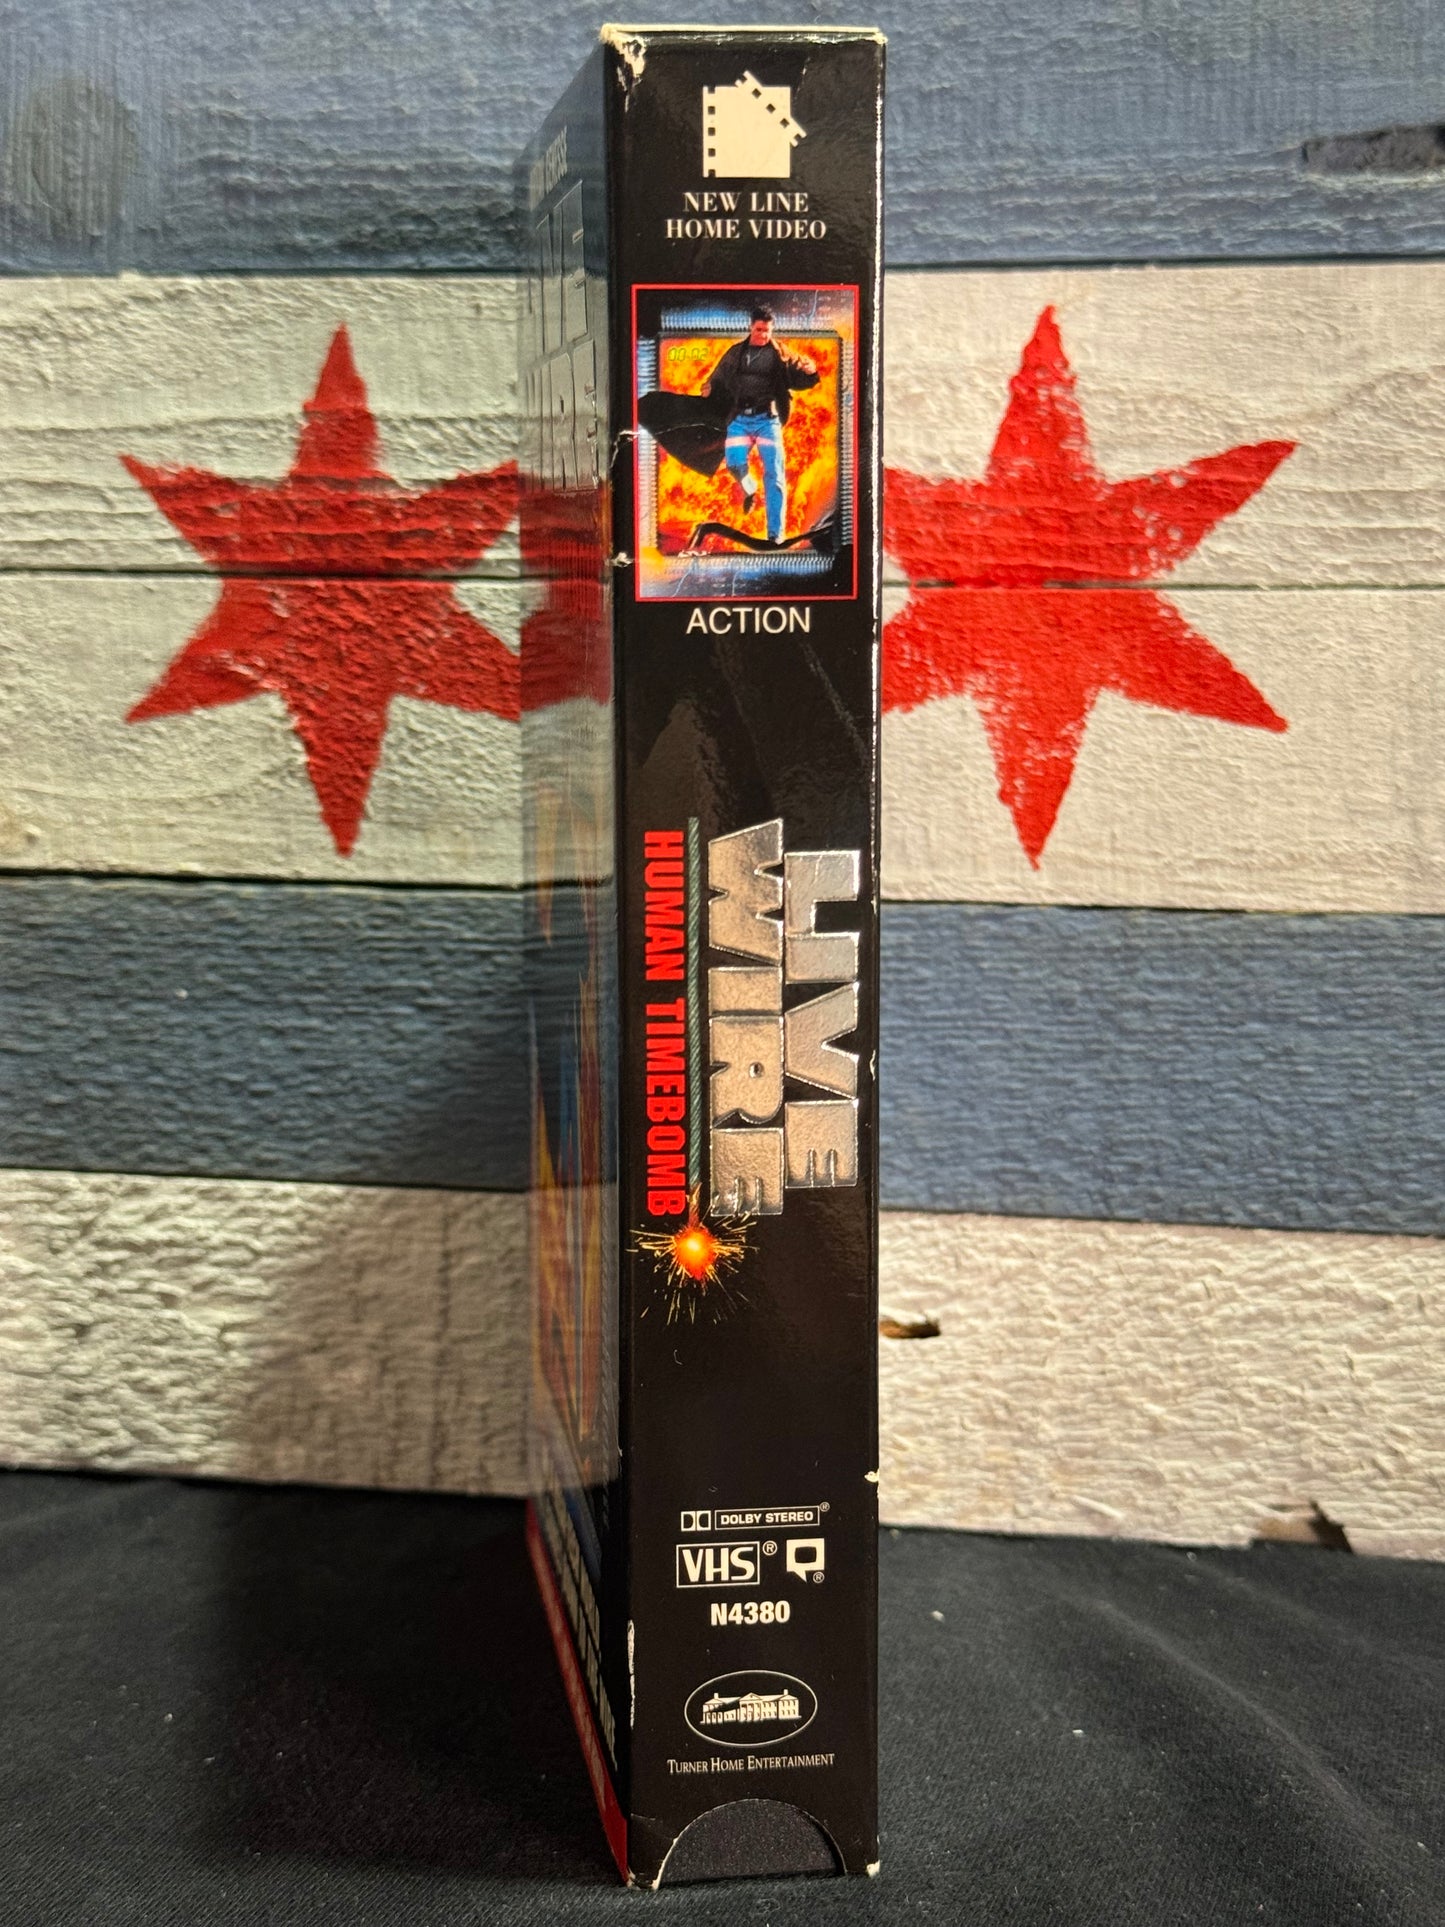 NEW LINE
HOME VIDEO
00:02
ACTION
LIVE
WIRE
HUMAN TIMEBOMB
DOLBY STEREO®
VHS®
®
N4380
TURNER HOME ENTERTAINMENT